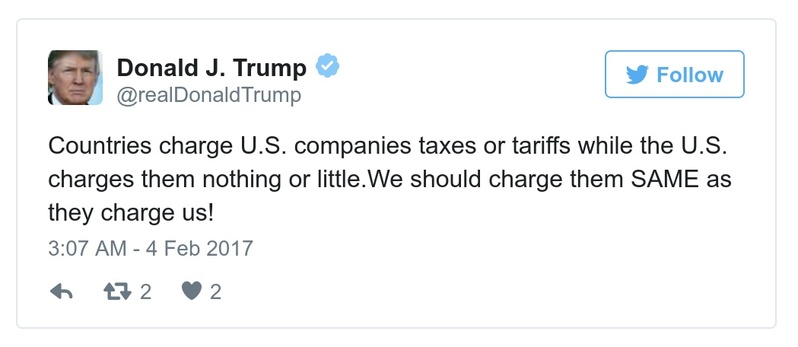 Donald J. Trump
Follow
@realDonaldTrump
Countries charge U.S. companies taxes or tariffs while the U.S.
charges them nothing or little.We should charge them SAME as
they charge us!
3:07 AM - 4 Feb 2017
2 2